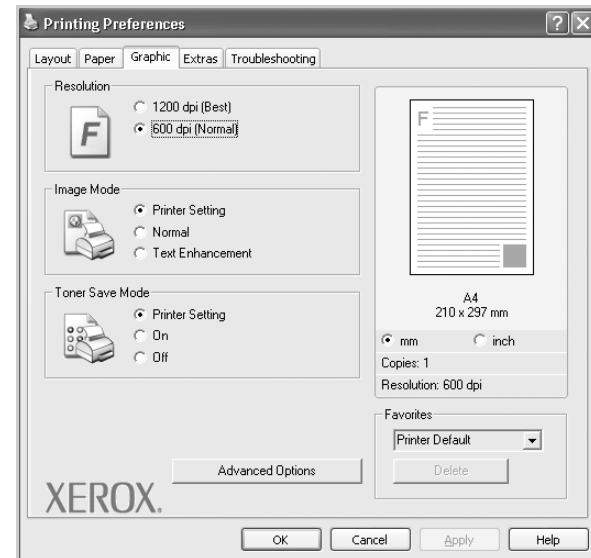 Printing Preferences
Layout Paper Graphic Extras Troubleshooting
Resolution
1200 dpi (Best)
600 dpi (Normal)
F
Image Mode
Printer Setting
Normal
Text Enhancement
Toner Save Mode
Printer Setting
On
Off
F
A4
210 x 297 mm
mm inch
Copies: 1
Resolution: 600 dpi
Favorites
Printer Default
Delete
Advanced Options
XEROX.
OK Cancel Apply Help